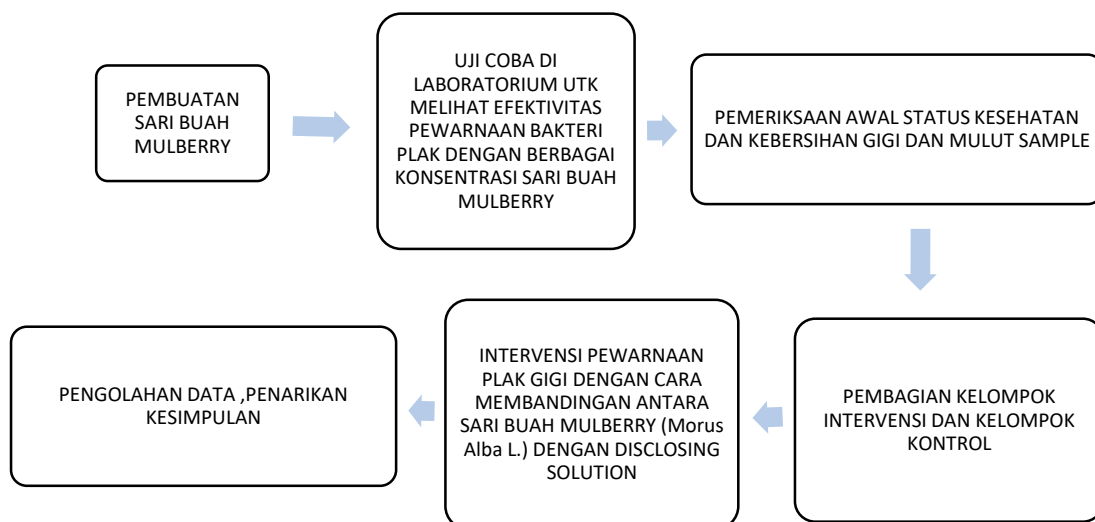 PEMBUATAN
SARI BUAH
MULBERRY
UJI COBA DI
LABORATORIUM UTK
MELIHAT EFEKTIVITAS
PEWARNAAN BAKTERI
PLAK DENGAN BERBAGAI
KONSENTRASI SARI BUAH
MULBERRY
PEMERIKSAAN AWAL STATUS KESEHATAN
DAN KEBERSIHAN GIGI DAN MULUT SAMPLE
PEMBAGIAN KELOMPOK
INTERVENSI DAN KELOMPOK
KONTROL
INTERVENSI PEWARNAAN
PLAK GIGI DENGAN CARA
MEMBANDINGAN ANTARA
SARI BUAH MULBERRY (Morus
Alba L.) DENGAN DISCLOSING
SOLUTION
PENGOLAHAN DATA ,PENARIKAN
KESIMPULAN